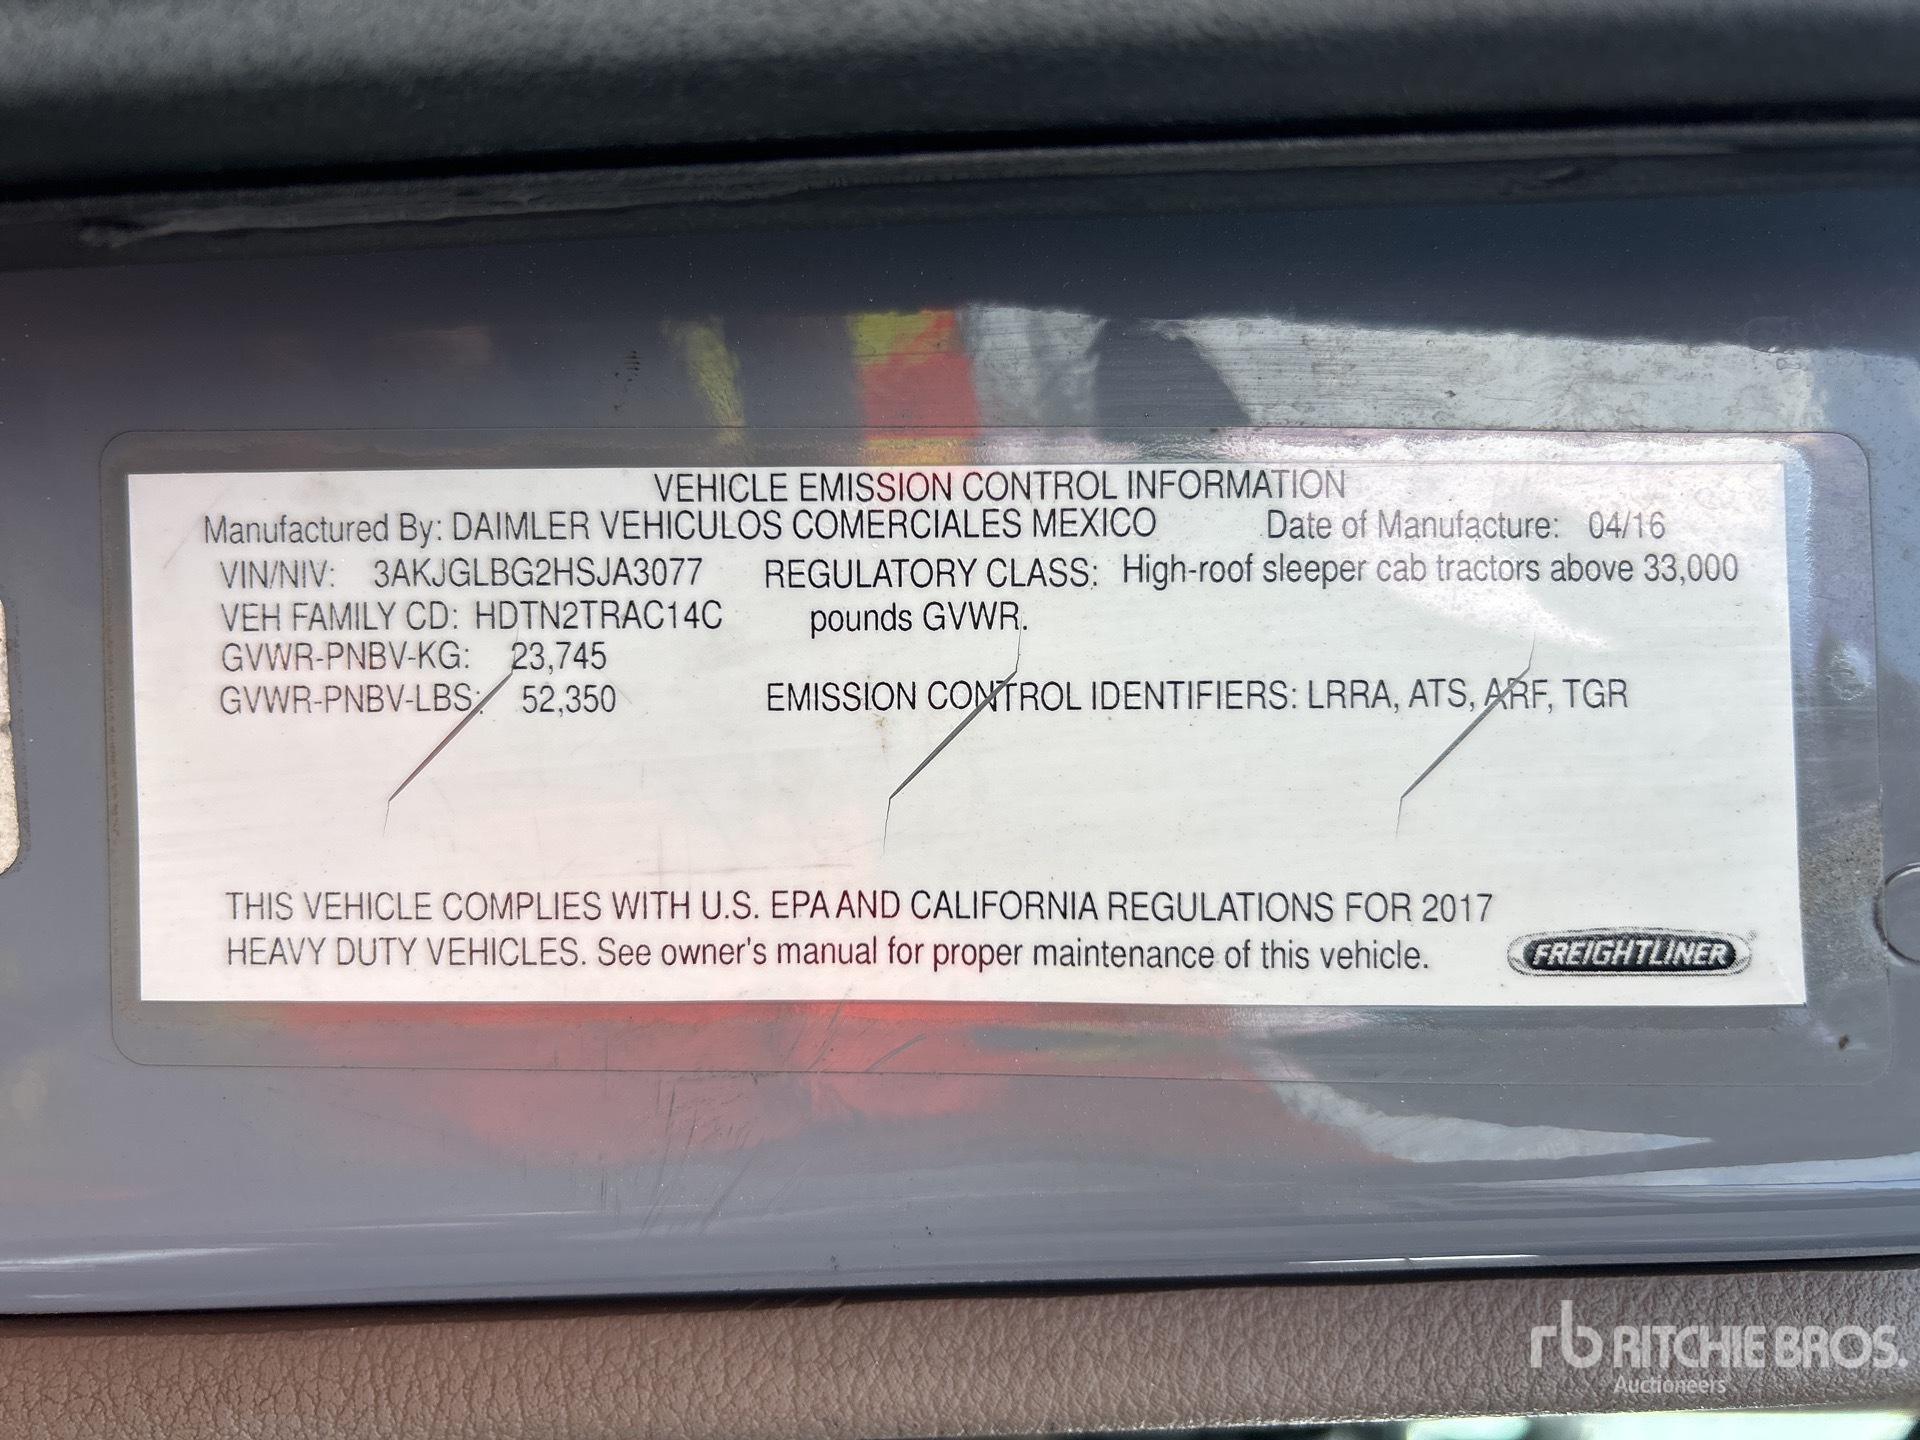 VEHICLE EMISSION CONTROL INFORMATION
Manufactured By: DAIMLER VEHICULOS COMERCIALES MEXICO Date of Manufacture: 04/16
VIN/NIV: 3AKJGLBG2HSJA3077 REGULATORY CLASS: High-roof sleeper cab tractors above 33,000
VEH FAMILY CD: HDTN2TRAC14C pounds GVWR.
GVWR-PNBV-KG: 23,745
GVWR-PNBV-LBS: 52,350 EMISSION CONTROL IDENTIFIERS: LRRA, ATS, ARF, TGR
THIS VEHICLE COMPLIES WITH U.S. EPA AND CALIFORNIA REGULATIONS FOR 2017
HEAVY DUTY VEHICLES. See owner's manual for proper maintenance of this vehicle.
FREIGHTLINER
rb RITCHIE BROS.
Auctioneers